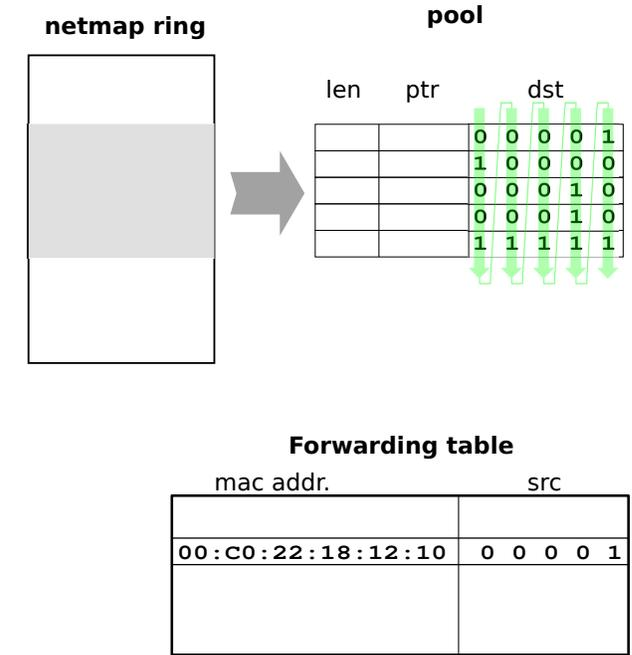 netmap ring
pool
len ptr dst
0 0 0 0 1
1 0 0 0 0
0 0 0 1 0
0 0 0 1 0
1 1 1 1 1
Forwarding table
mac addr. src
00:C0:22:18:12:10 0 0 0 0 1